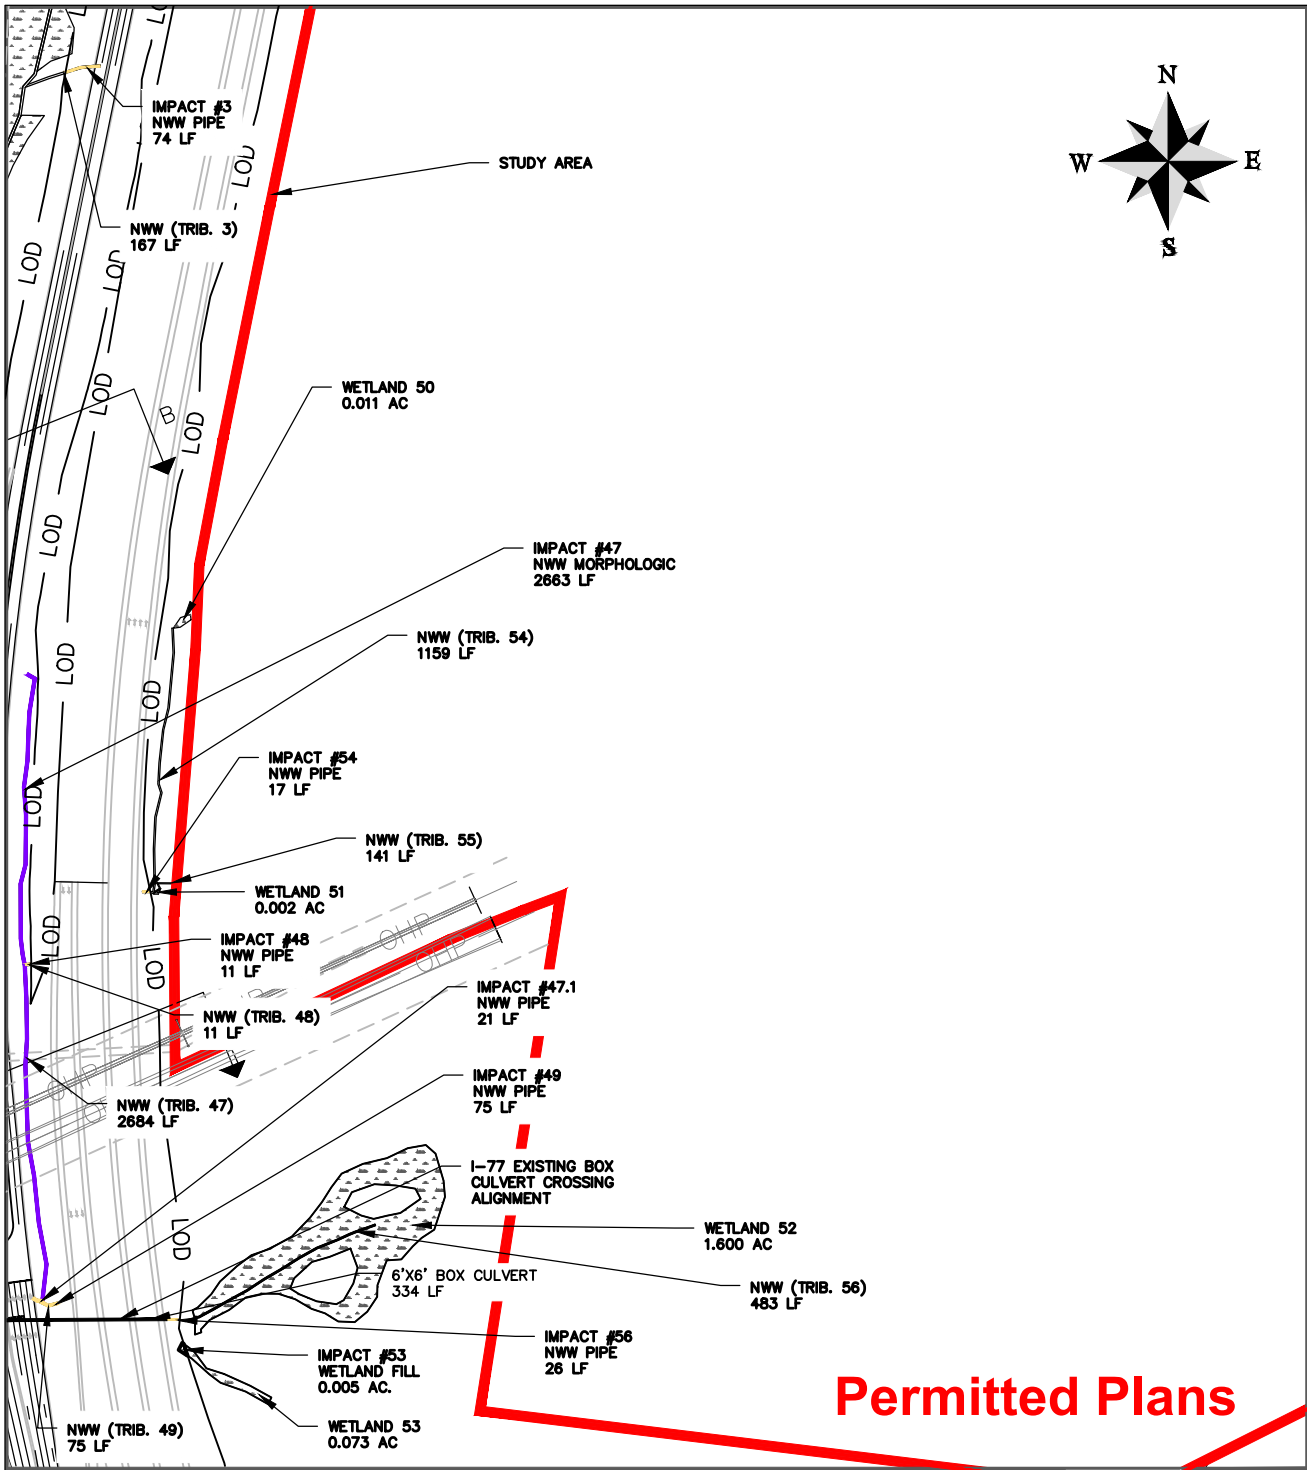 LOD
LOD
IMPACT #3
NWW PIPE
74 LF
N
W
E
S
STUDY AREA
LOD
NWW (TRIB. 3)
167 LF
LOD
LOD
WETLAND 50
0.011 AC
LOD
B
LOD
LOD
IMPACT #47
NWW MORPHOLOGIC
2663 LF
NWW (TRIB. 54)
1159 LF
LOD
LOD
IMPACT #54
NWW PIPE
17 LF
LOD
NWW (TRIB. 55)
141 LF
WETLAND 51
0.002 AC
OHP
OHP
LOD
LOD
IMPACT #48
NWW PIPE
11 LF
IMPACT #47.1
NWW PIPE
21 LF
NWW (TRIB. 48)
11 LF
IMPACT #49
NWW PIPE
75 LF
OHP
NWW (TRIB. 47)
2684 LF
I-77 EXISTING BOX
CULVERT CROSSING
ALIGNMENT
LOD
WETLAND 52
1.600 AC
6'X6' BOX CULVERT
334 LF
NWW (TRIB. 56)
483 LF
IMPACT #56
NWW PIPE
26 LF
IMPACT #53
WETLAND FILL
0.005 AC.
Permitted Plans
NWW (TRIB. 49)
75 LF
WETLAND 53
0.073 AC